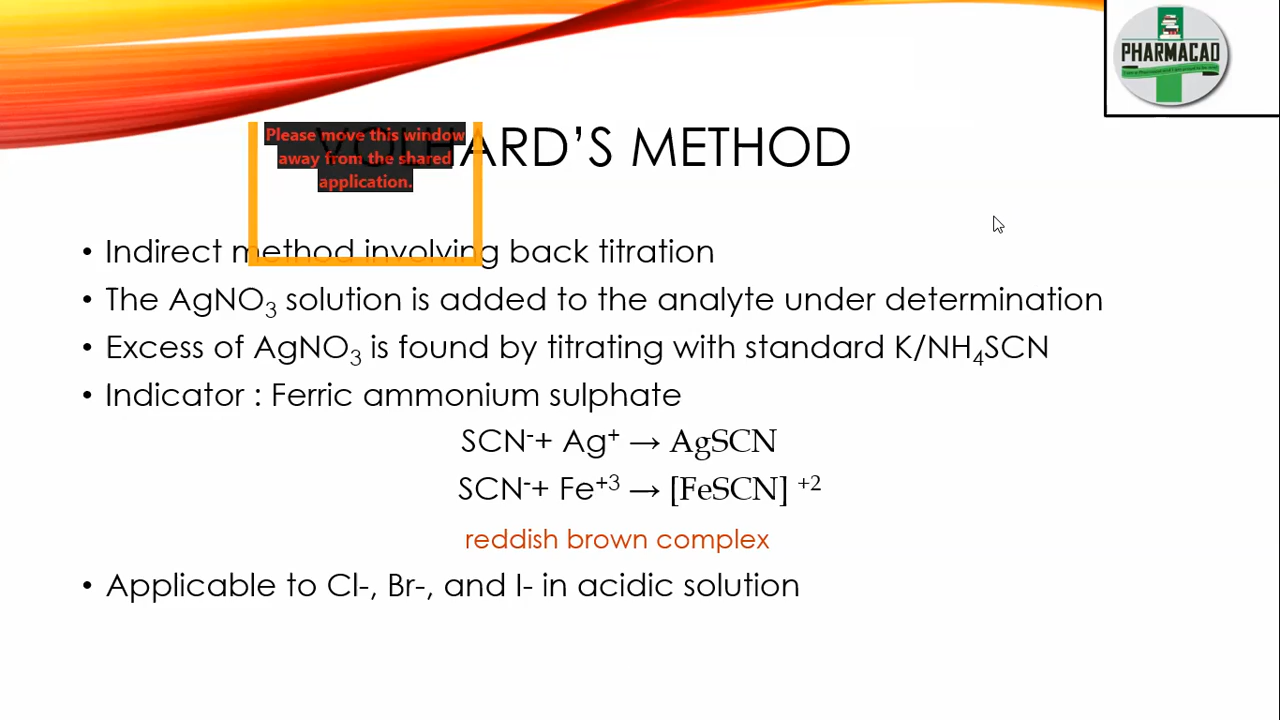 PHARMACAD
Please move this window
away from the shared
application.
VOLHARD’S METHOD
• Indirect method involving back titration
• The AgNO₃ solution is added to the analyte under determination
• Excess of AgNO₃ is found by titrating with standard K/NH₄SCN
• Indicator : Ferric ammonium sulphate
SCN⁻+ Ag⁺ → AgSCN
SCN⁻+ Fe⁺³ → [FeSCN] ⁺²
reddish brown complex
• Applicable to Cl-, Br-, and I- in acidic solution